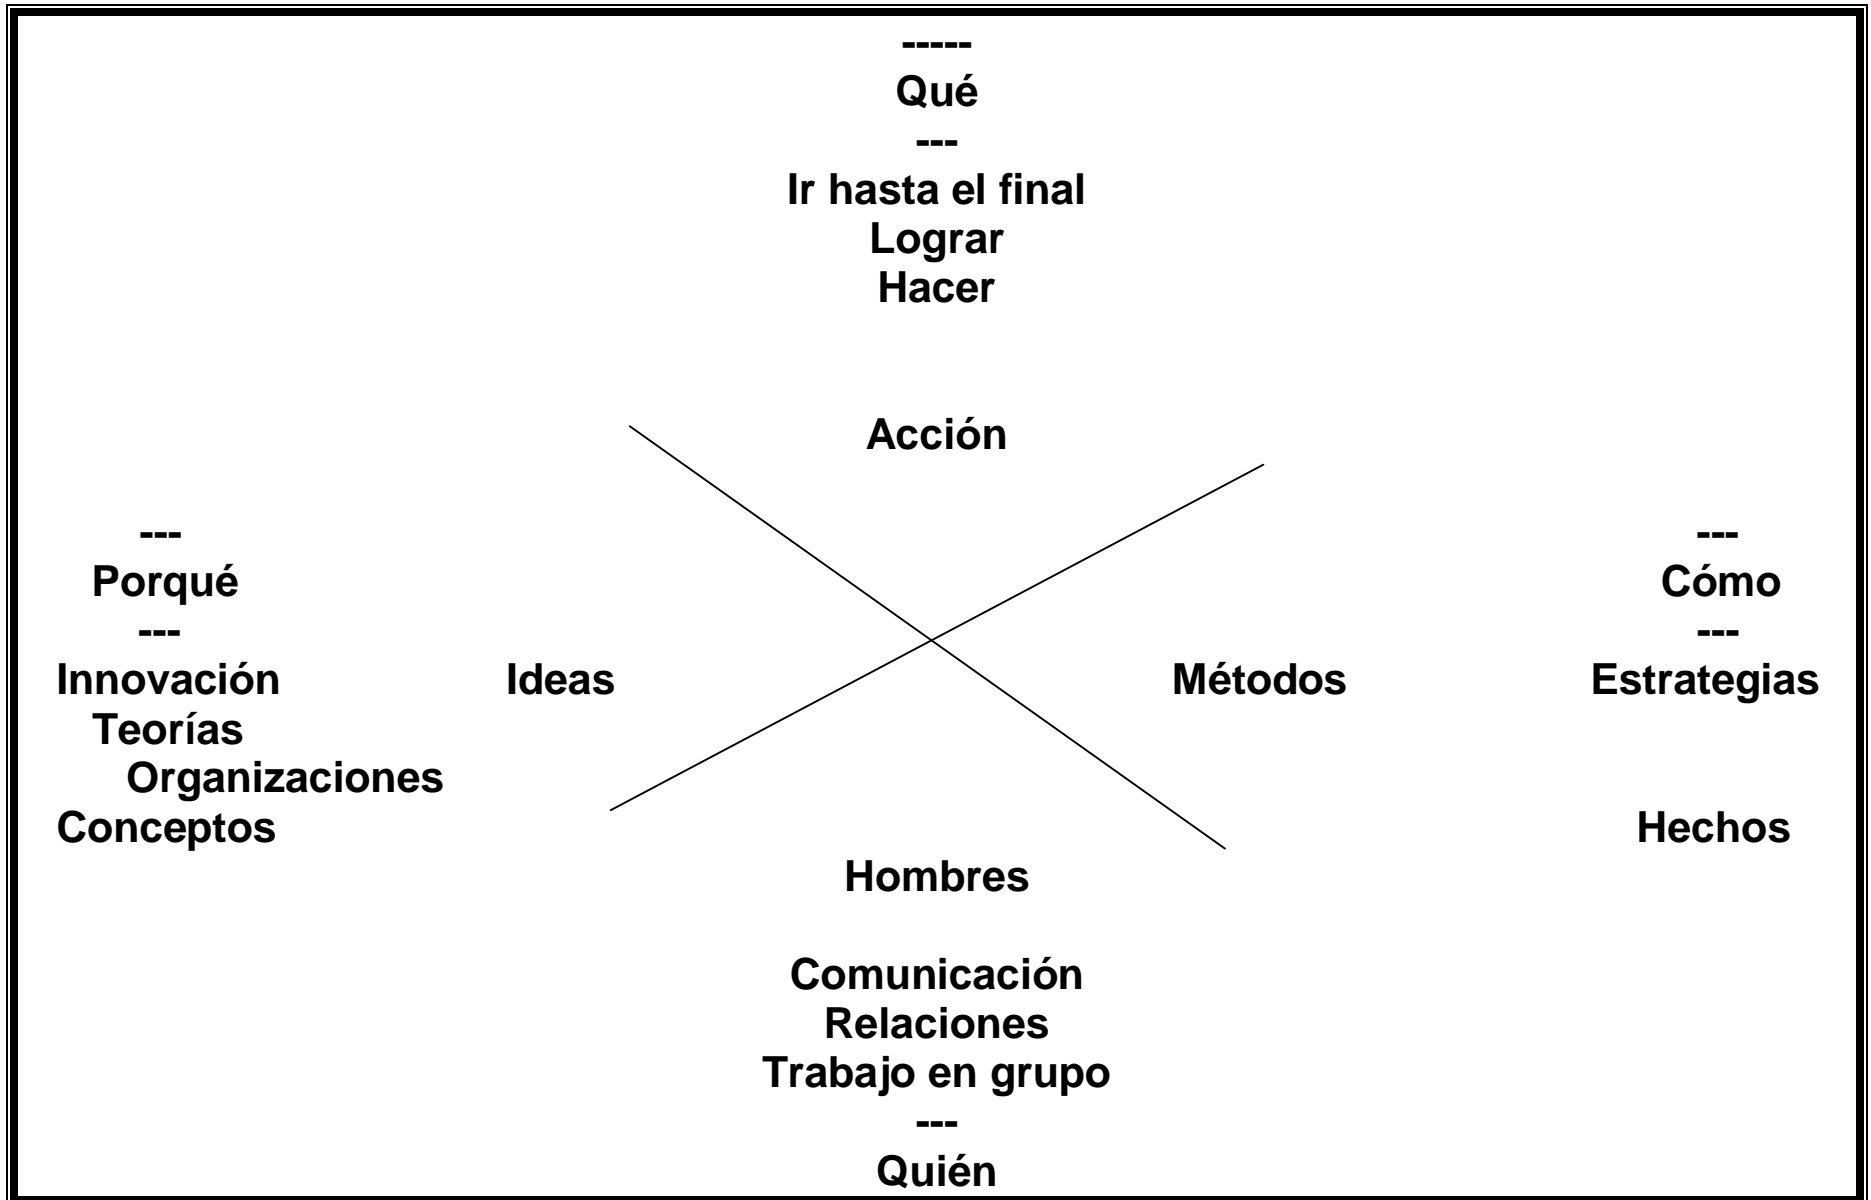 -----
Qué
---
Ir hasta el final
Lograr
Hacer
Acción
--- ---
Porqué Cómo
--- ---
Innovación Ideas Métodos Estrategias
Teorías
Organizaciones
Conceptos Hechos
Hombres
Comunicación
Relaciones
Trabajo en grupo
---
Quién